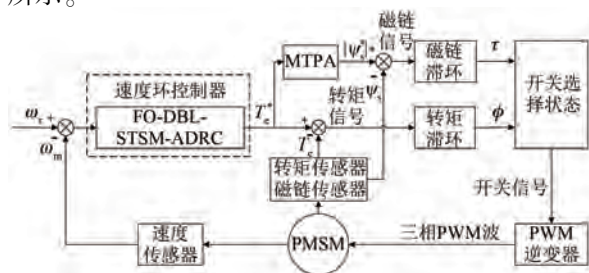 所示。
磁链
信号
MTPA
|ψs*|
磁链
滞环
τ
开关选
择状态
速度环控制器
FO-DBL-
STSM-ADRC
ωr
+
-
ωm
Te*
转矩
信号
ψs
+
-
Te
转矩
滞环
ϕ
转矩传感器
磁链传感器
开关信号
速度
传感器
PMSM
三相PWM波
PWM
逆变器